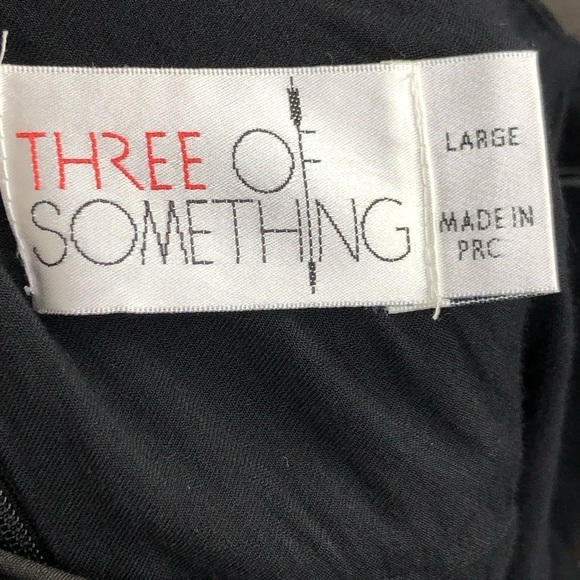 THREE OF
SOMETHING
LARGE
MADE IN
PRC